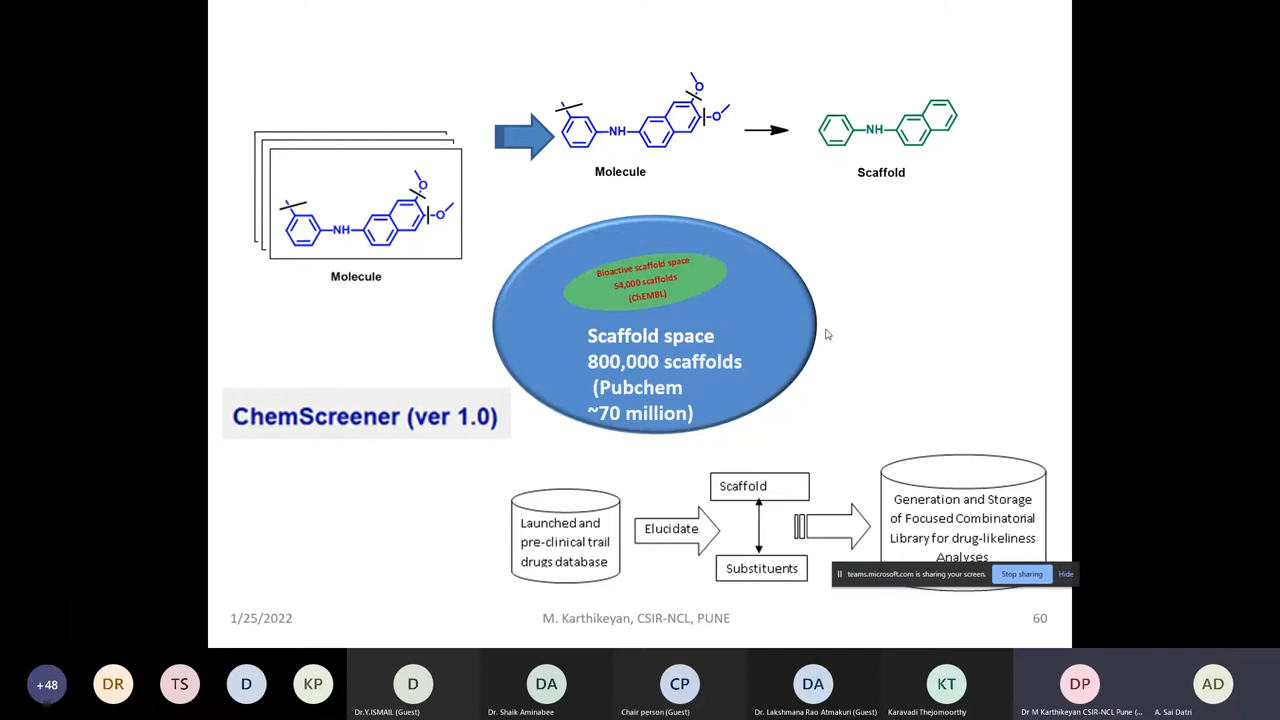 NH
O
O
Molecule
NH
O
O
Molecule
NH
Scaffold
Bioactive scaffold space
54,000 scaffolds
(ChEMBL)
Scaffold space
800,000 scaffolds
(Pubchem
~70 million)
ChemScreener (ver 1.0)
Launched and
pre-clinical trail
drugs database
Elucidate
Scaffold
Substituents
Generation and Storage
of Focused Combinatorial
Library for drug-likeliness
Analyses
teams.microsoft.com is sharing your screen.
Stop sharing
Hide
1/25/2022
M. Karthikeyan, CSIR-NCL, PUNE
60
+48
DR
TS
D
KP
D
Dr.Y.ISMAIL (Guest)
DA
Dr. Shaik Aminabee
CP
Chair person (Guest)
DA
Dr. Lakshmana Rao Atmakuri (Guest)
KT
Karavadi Thejomoorthy
DP
Dr M Karthikeyan CSIR-NCL Pune (...
AD
A. Sai Datri